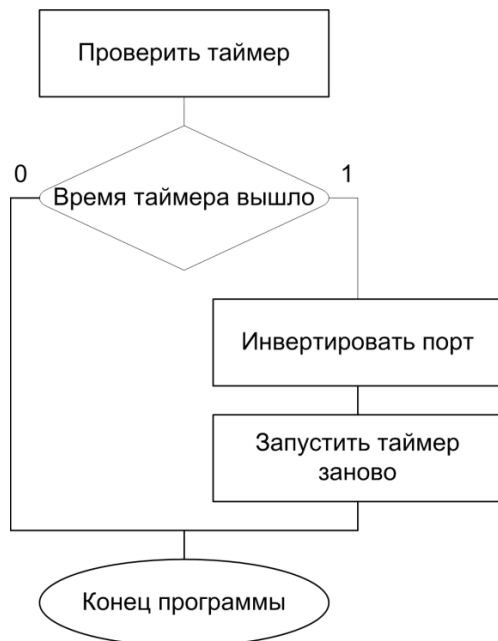 Проверить таймер
0
1
Время таймера вышло
Инвертировать порт
Запустить таймер
заново
Конец программы